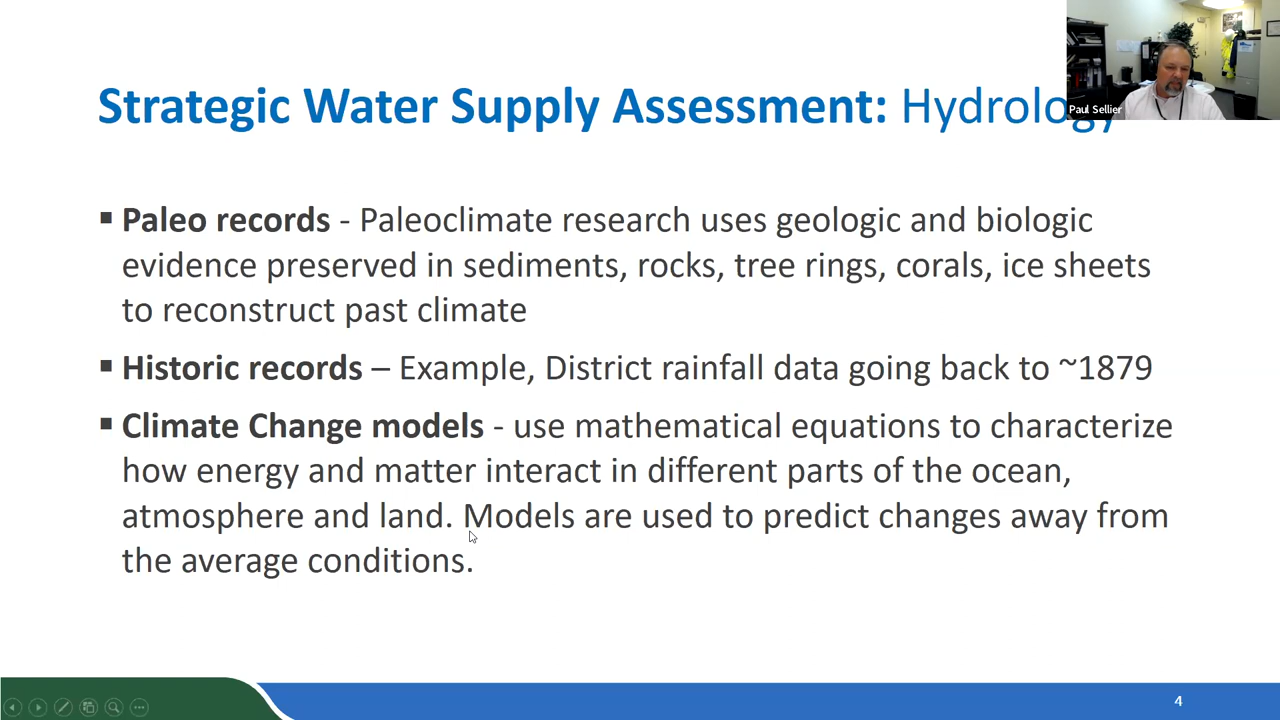 Strategic Water Supply Assessment: Hydrology
Paul Sellier
▪ Paleo records - Paleoclimate research uses geologic and biologic
evidence preserved in sediments, rocks, tree rings, corals, ice sheets
to reconstruct past climate
▪ Historic records – Example, District rainfall data going back to ~1879
▪ Climate Change models - use mathematical equations to characterize
how energy and matter interact in different parts of the ocean,
atmosphere and land. Models are used to predict changes away from
the average conditions.
4